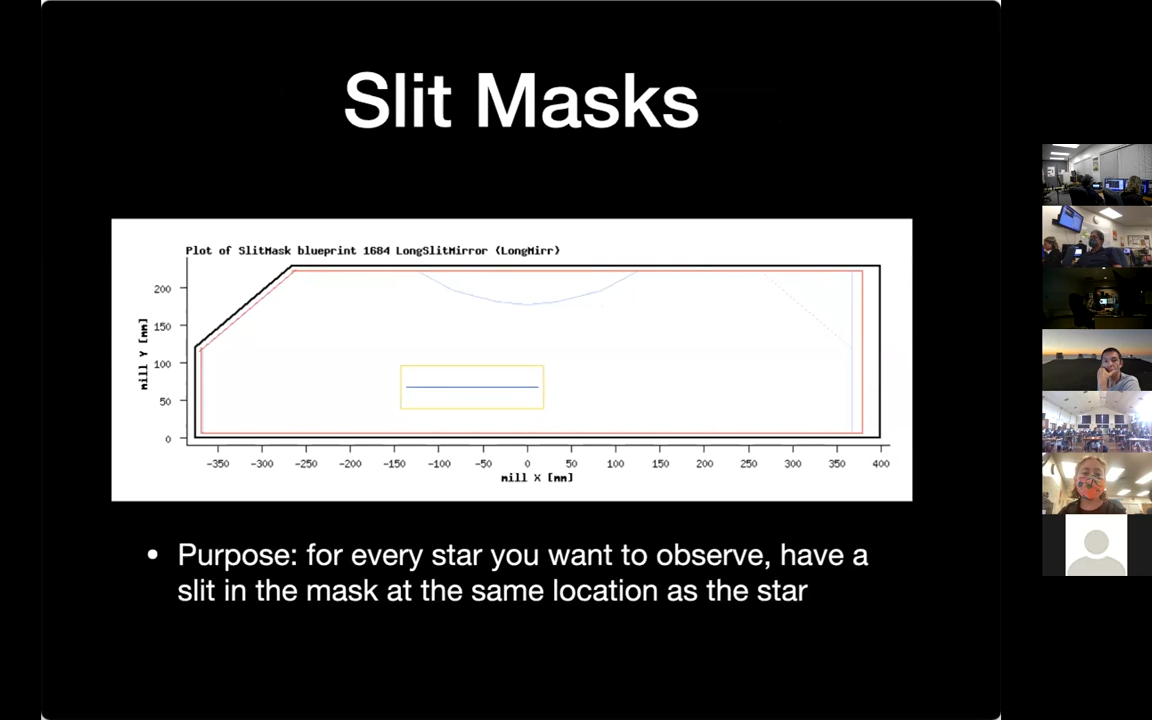 Slit Masks
Plot of SlitMask blueprint 1684 LongSlitMirror (LongMirr)
mill Y [mm]
200
150
100
50
0
-350 -300 -250 -200 -150 -100 -50 0 50 100 150 200 250 300 350 400
mill X [mm]
• Purpose: for every star you want to observe, have a
slit in the mask at the same location as the star